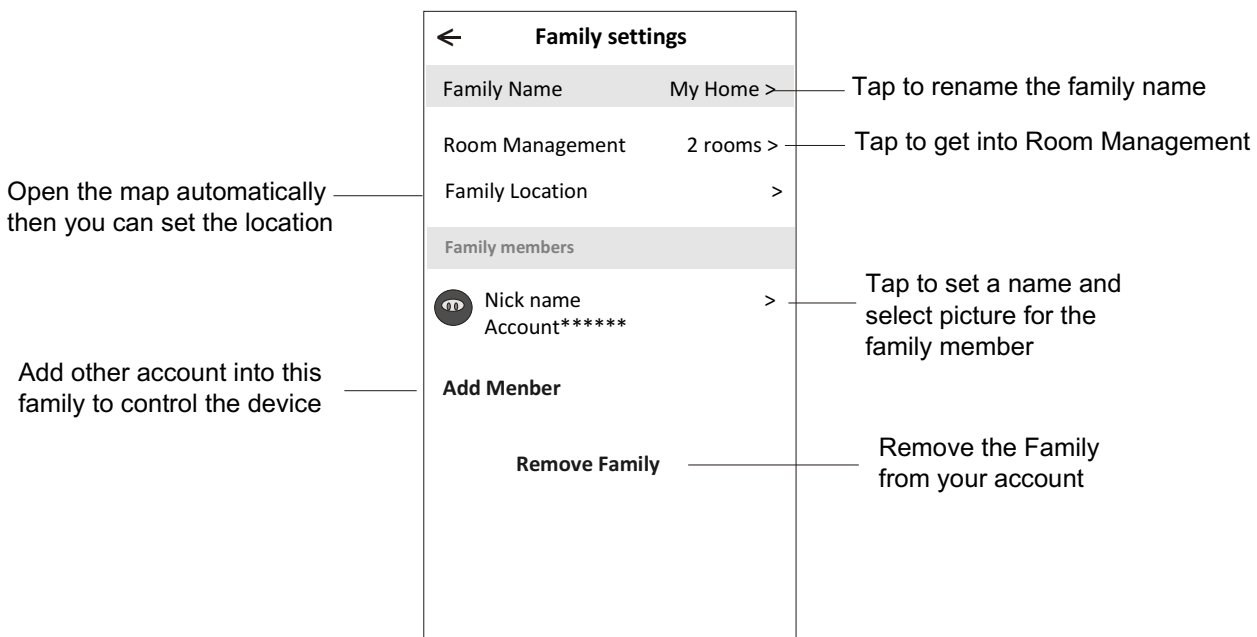 Family settings
Family Name My Home >
Tap to rename the family name
Room Management 2 rooms >
Tap to get into Room Management
Open the map automatically
then you can set the location
Family Location >
Family members
Nick name >
Account******
Tap to set a name and
select picture for the
family member
Add other account into this
family to control the device
Add Menber
Remove Family
Remove the Family
from your account